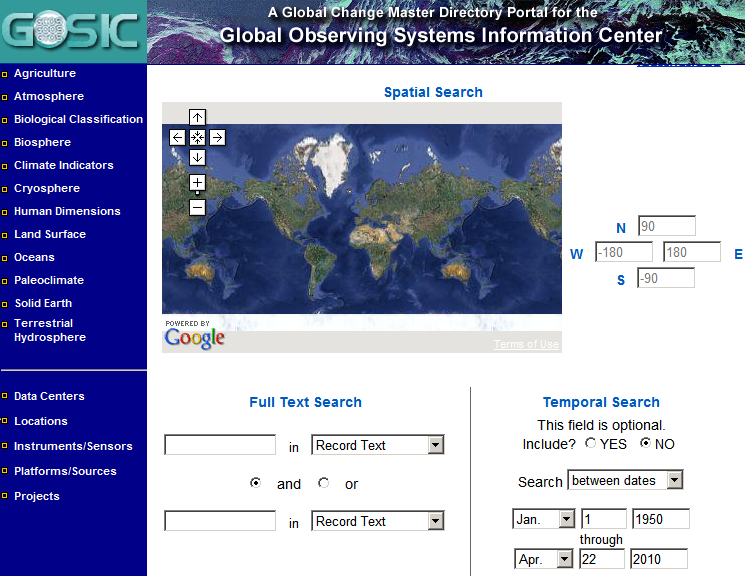 GOSIC
A Global Change Master Directory Portal for the
Global Observing Systems Information Center
Agriculture
Atmosphere
Biological Classification
Biosphere
Climate Indicators
Cryosphere
Human Dimensions
Land Surface
Oceans
Paleoclimate
Solid Earth
Terrestrial
Hydrosphere
Data Centers
Locations
Instruments/Sensors
Platforms/Sources
Projects
Spatial Search
N 90
W -180 180 E
S -90
POWERED BY
Google
Terms of Use
Full Text Search
in Record Text
and or
in Record Text
Temporal Search
This field is optional.
Include? YES NO
Search between dates
Jan. 1 1950
through
Apr. 22 2010